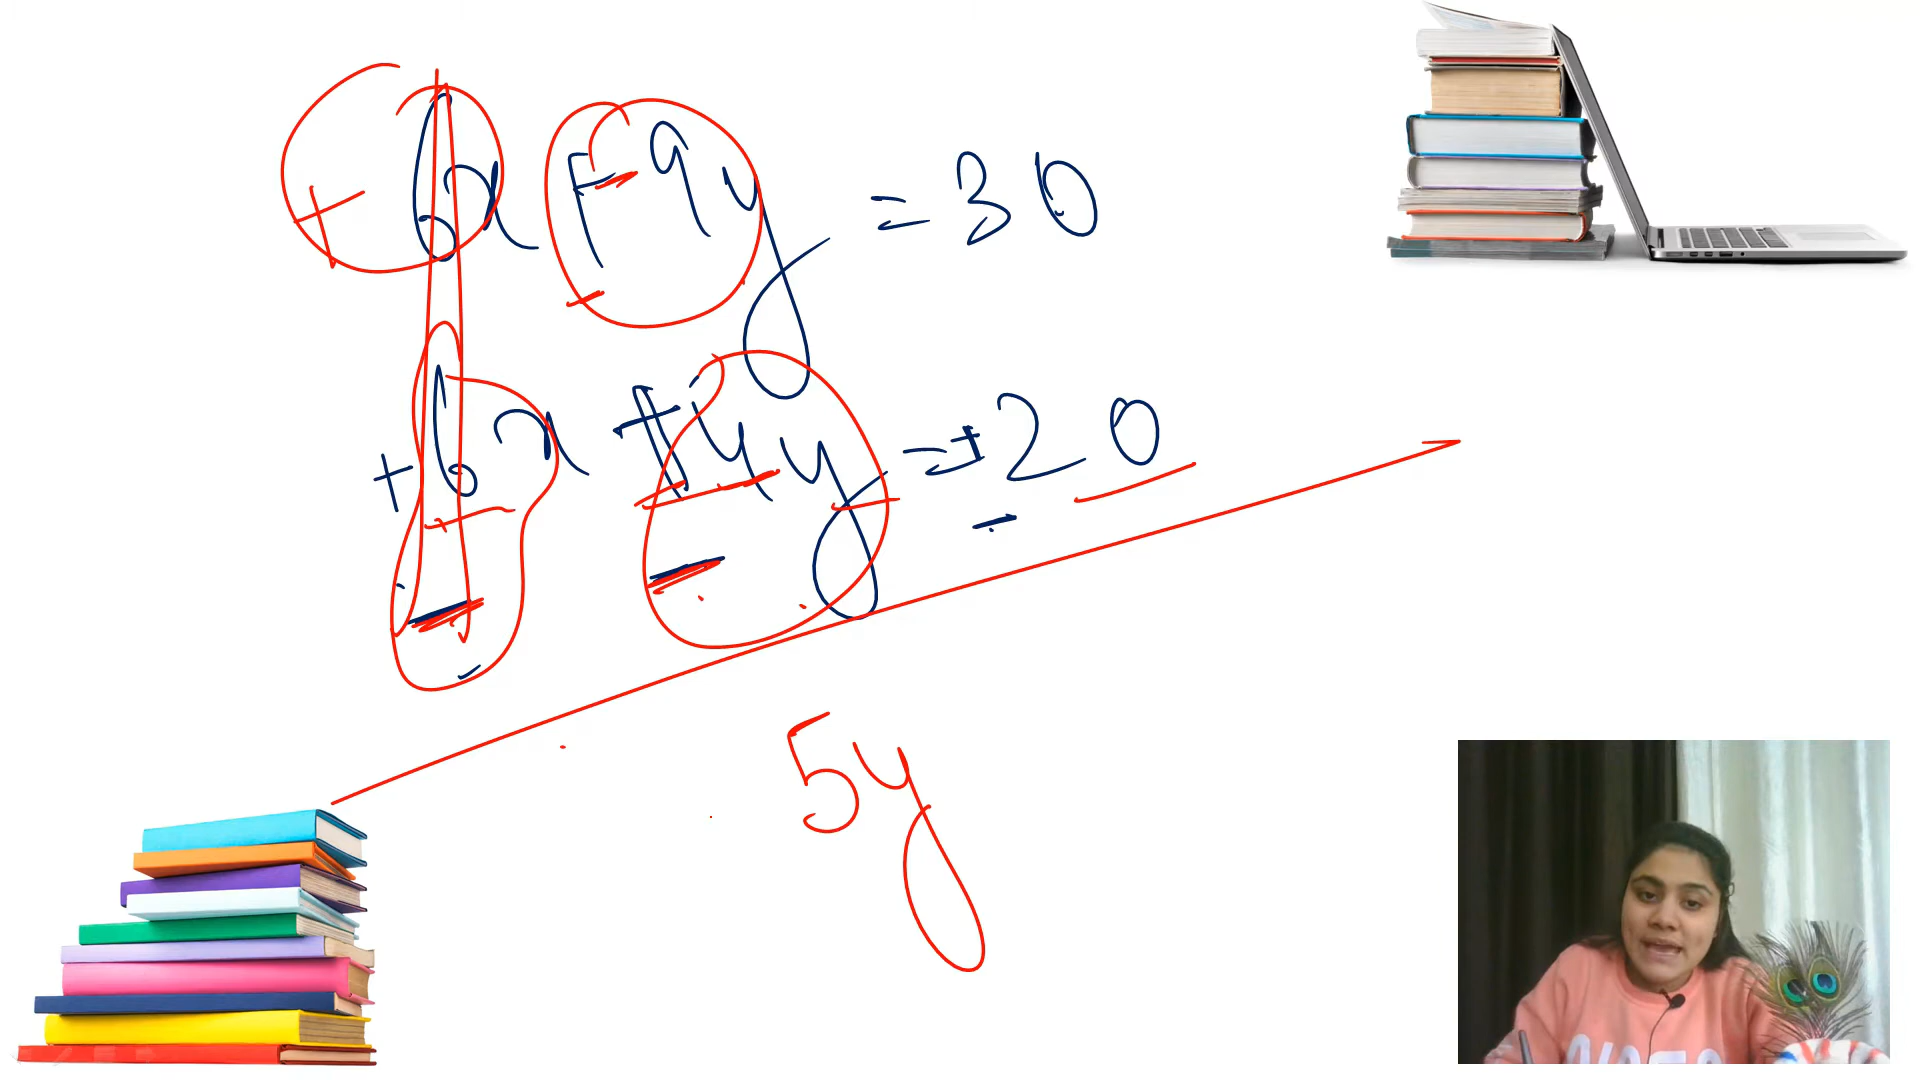 + 6x + 9y = 30
+ 6x + 4y = + 20
- - -
5y